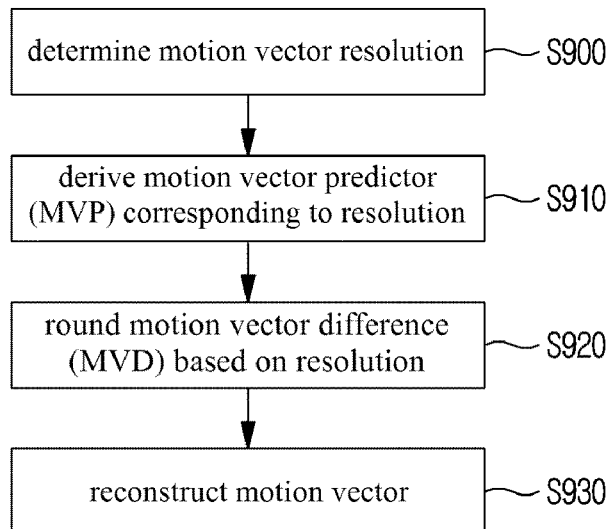 determine motion vector resolution
S900
derive motion vector predictor
(MVP) corresponding to resolution
S910
round motion vector difference
(MVD) based on resolution
S920
reconstruct motion vector
S930